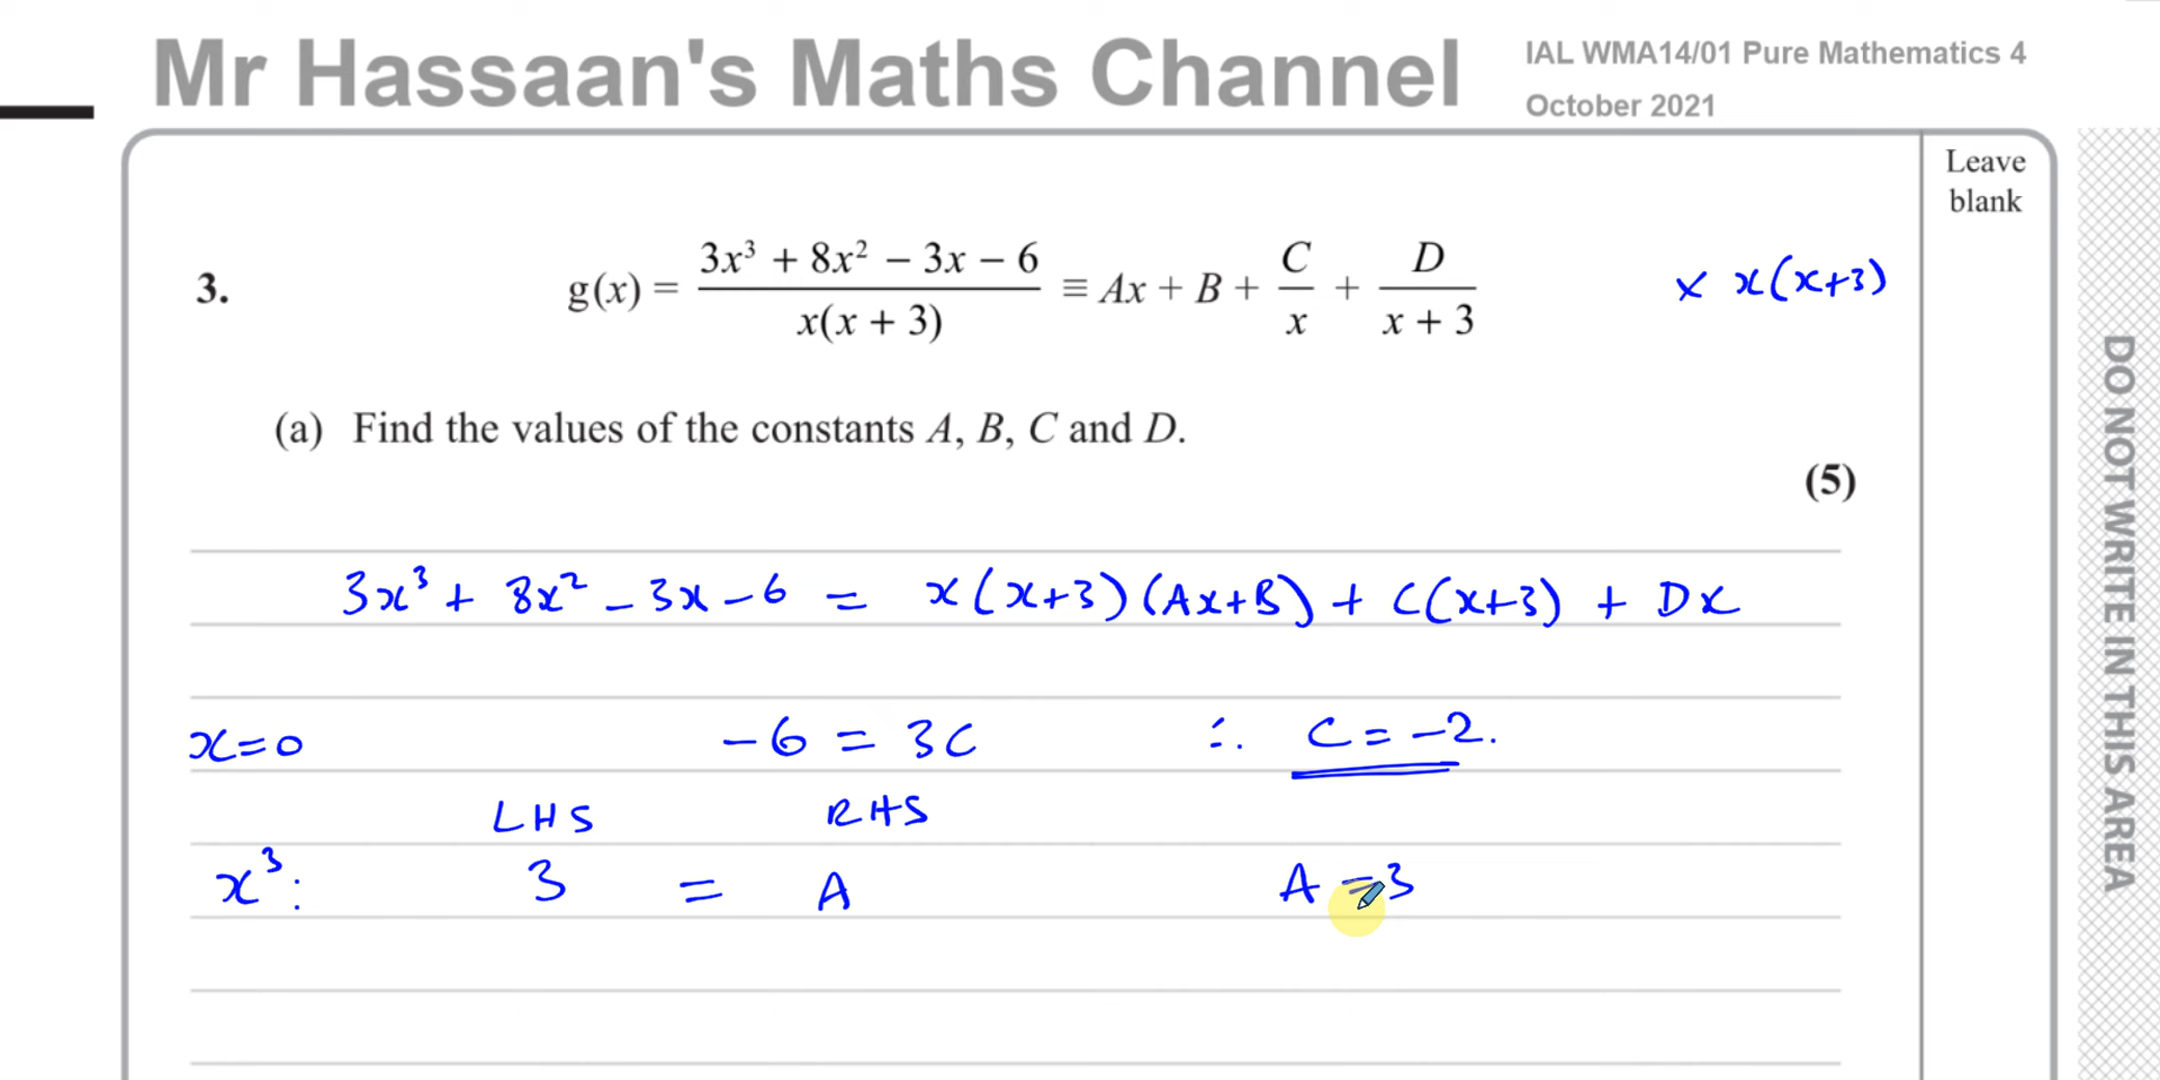 Mr Hassaan's Maths Channel
IAL WMA14/01 Pure Mathematics 4
October 2021
Leave
blank
3. g(x) = (3x³ + 8x² − 3x − 6)/(x(x + 3)) ≡ Ax + B + C/x + D/(x + 3) × x(x+3)
(a) Find the values of the constants A, B, C and D.
(5)
3x³ + 8x² − 3x − 6 = x(x+3)(Ax+B) + C(x+3) + Dx
x=0 −6 = 3C ∴ C = −2.
LHS RHS
x³: 3 = A A = 3
DO NOT WRITE IN THIS AREA